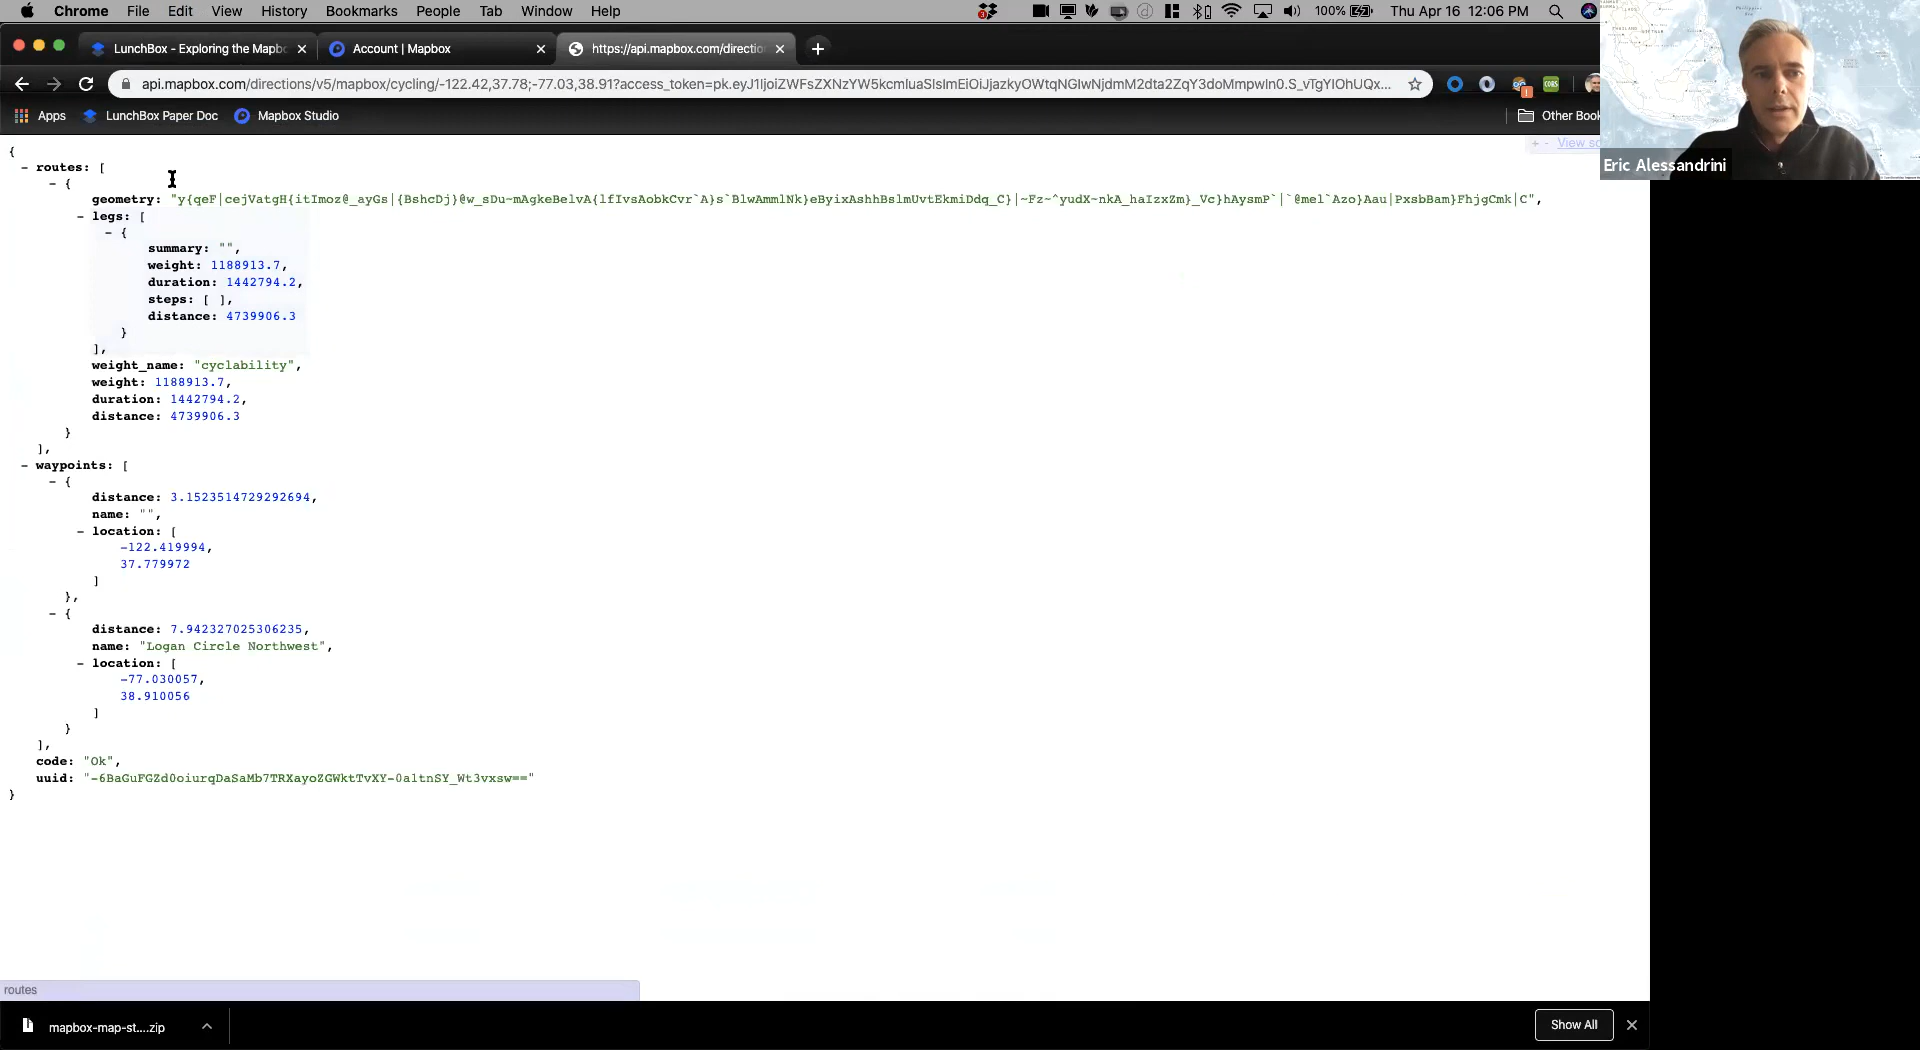 Chrome File Edit View History Bookmarks People Tab Window Help 100% Thu Apr 16 12:06 PM
LunchBox - Exploring the Mapbo Account | Mapbox https://api.mapbox.com/directio
api.mapbox.com/directions/v5/mapbox/cycling/-122.42,37.78;-77.03,38.91?access_token=
Apps LunchBox Paper Doc Mapbox Studio Other Book
Eric Alessandrini
+ - View so
{
- routes: [
- {
geometry: "y{qeF|cejVatgH{itImoz@_ayGs|{BshcDj}@w_sDu~mAgkeBelvA{lfIvsAobkCvr`A}s`BlwAmmlNk}eByixAshhBslmUvtEkmiDdq_C}|~Fz~^yudX~nkA_haIzxZm}_Vc}hAysmP`|`@mel`Azo}Aau|PxsbBam}FhjgCmk|C",
- legs: [
- {
summary: "",
weight: 1188913.7,
duration: 1442794.2,
steps: [ ],
distance: 4739906.3
}
],
weight_name: "cyclability",
weight: 1188913.7,
duration: 1442794.2,
distance: 4739906.3
}
],
- waypoints: [
- {
distance: 3.1523514729292694,
name: "",
- location: [
-122.419994,
37.779972
]
},
- {
distance: 7.942327025306235,
name: "Logan Circle Northwest",
- location: [
-77.030057,
38.910056
]
}
],
code: "Ok",
uuid: "-6BaGuFGZd0oiurqDaSaMb7TRXayoZGWktTvXY-0a1tnSY_Wt3vxsw=="
}
routes
mapbox-map-st....zip Show All